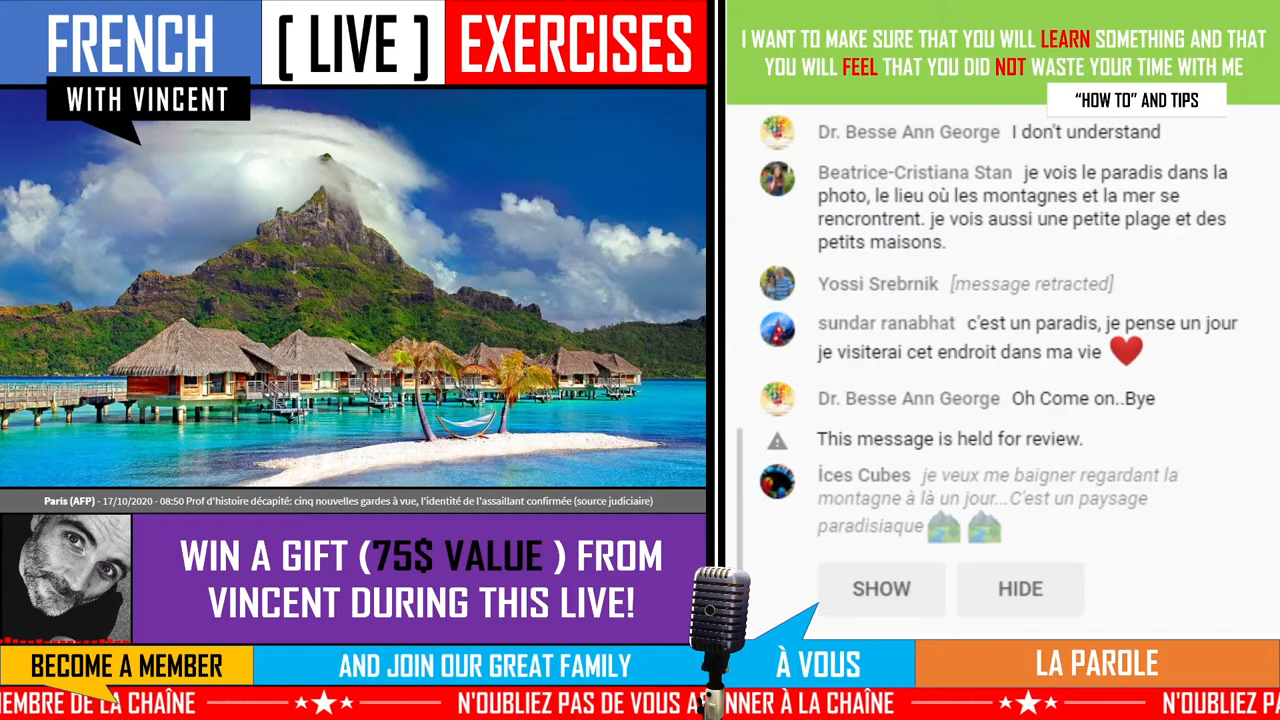 FRENCH
[ LIVE ]
EXERCISES
WITH VINCENT
I WANT TO MAKE SURE THAT YOU WILL LEARN SOMETHING AND THAT
YOU WILL FEEL THAT YOU DID NOT WASTE YOUR TIME WITH ME
“HOW TO” AND TIPS
Dr. Besse Ann George I don't understand
Beatrice-Cristiana Stan je vois le paradis dans la
photo, le lieu où les montagnes et la mer se
rencrontrent. je vois aussi une petite plage et des
petits maisons.
Yossi Srebrnik [message retracted]
sundar ranabhat c'est un paradis, je pense un jour
je visiterai cet endroit dans ma vie
Dr. Besse Ann George Oh Come on..Bye
This message is held for review.
İces Cubes je veux me baigner regardant la
montagne à là un jour...C'est un paysage
paradisiaque
SHOW
HIDE
Paris (AFP) - 17/10/2020 - 08:50 Prof d'histoire décapité: cinq nouvelles gardes à vue, l'identité de l'assaillant confirmée (source judiciaire)
WIN A GIFT (75$ VALUE ) FROM
VINCENT DURING THIS LIVE!
BECOME A MEMBER
AND JOIN OUR GREAT FAMILY
À VOUS
LA PAROLE
EMBRE DE LA CHAÎNE
N'OUBLIEZ PAS DE VOUS A NNER À LA CHAÎNE
N'OUBLIEZ P